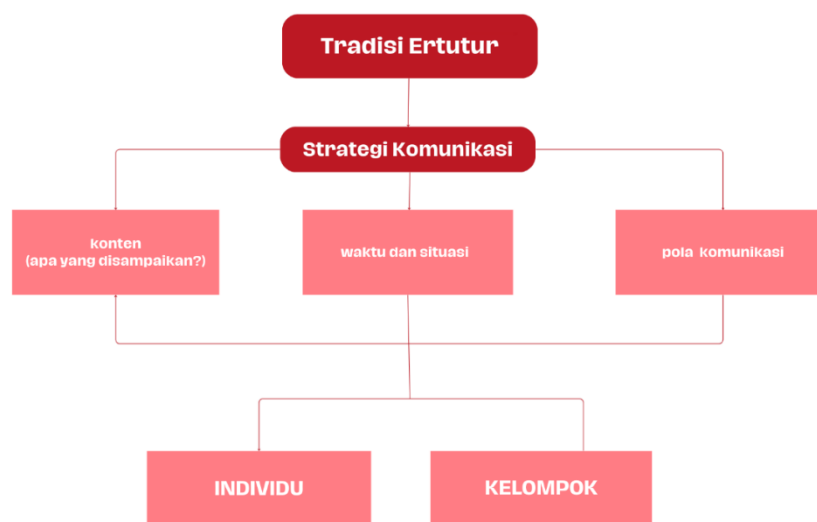 Tradisi Ertutur
Strategi Komunikasi
konten
(apa yang disampaikan?)
waktu dan situasi
pola komunikasi
INDIVIDU
KELOMPOK